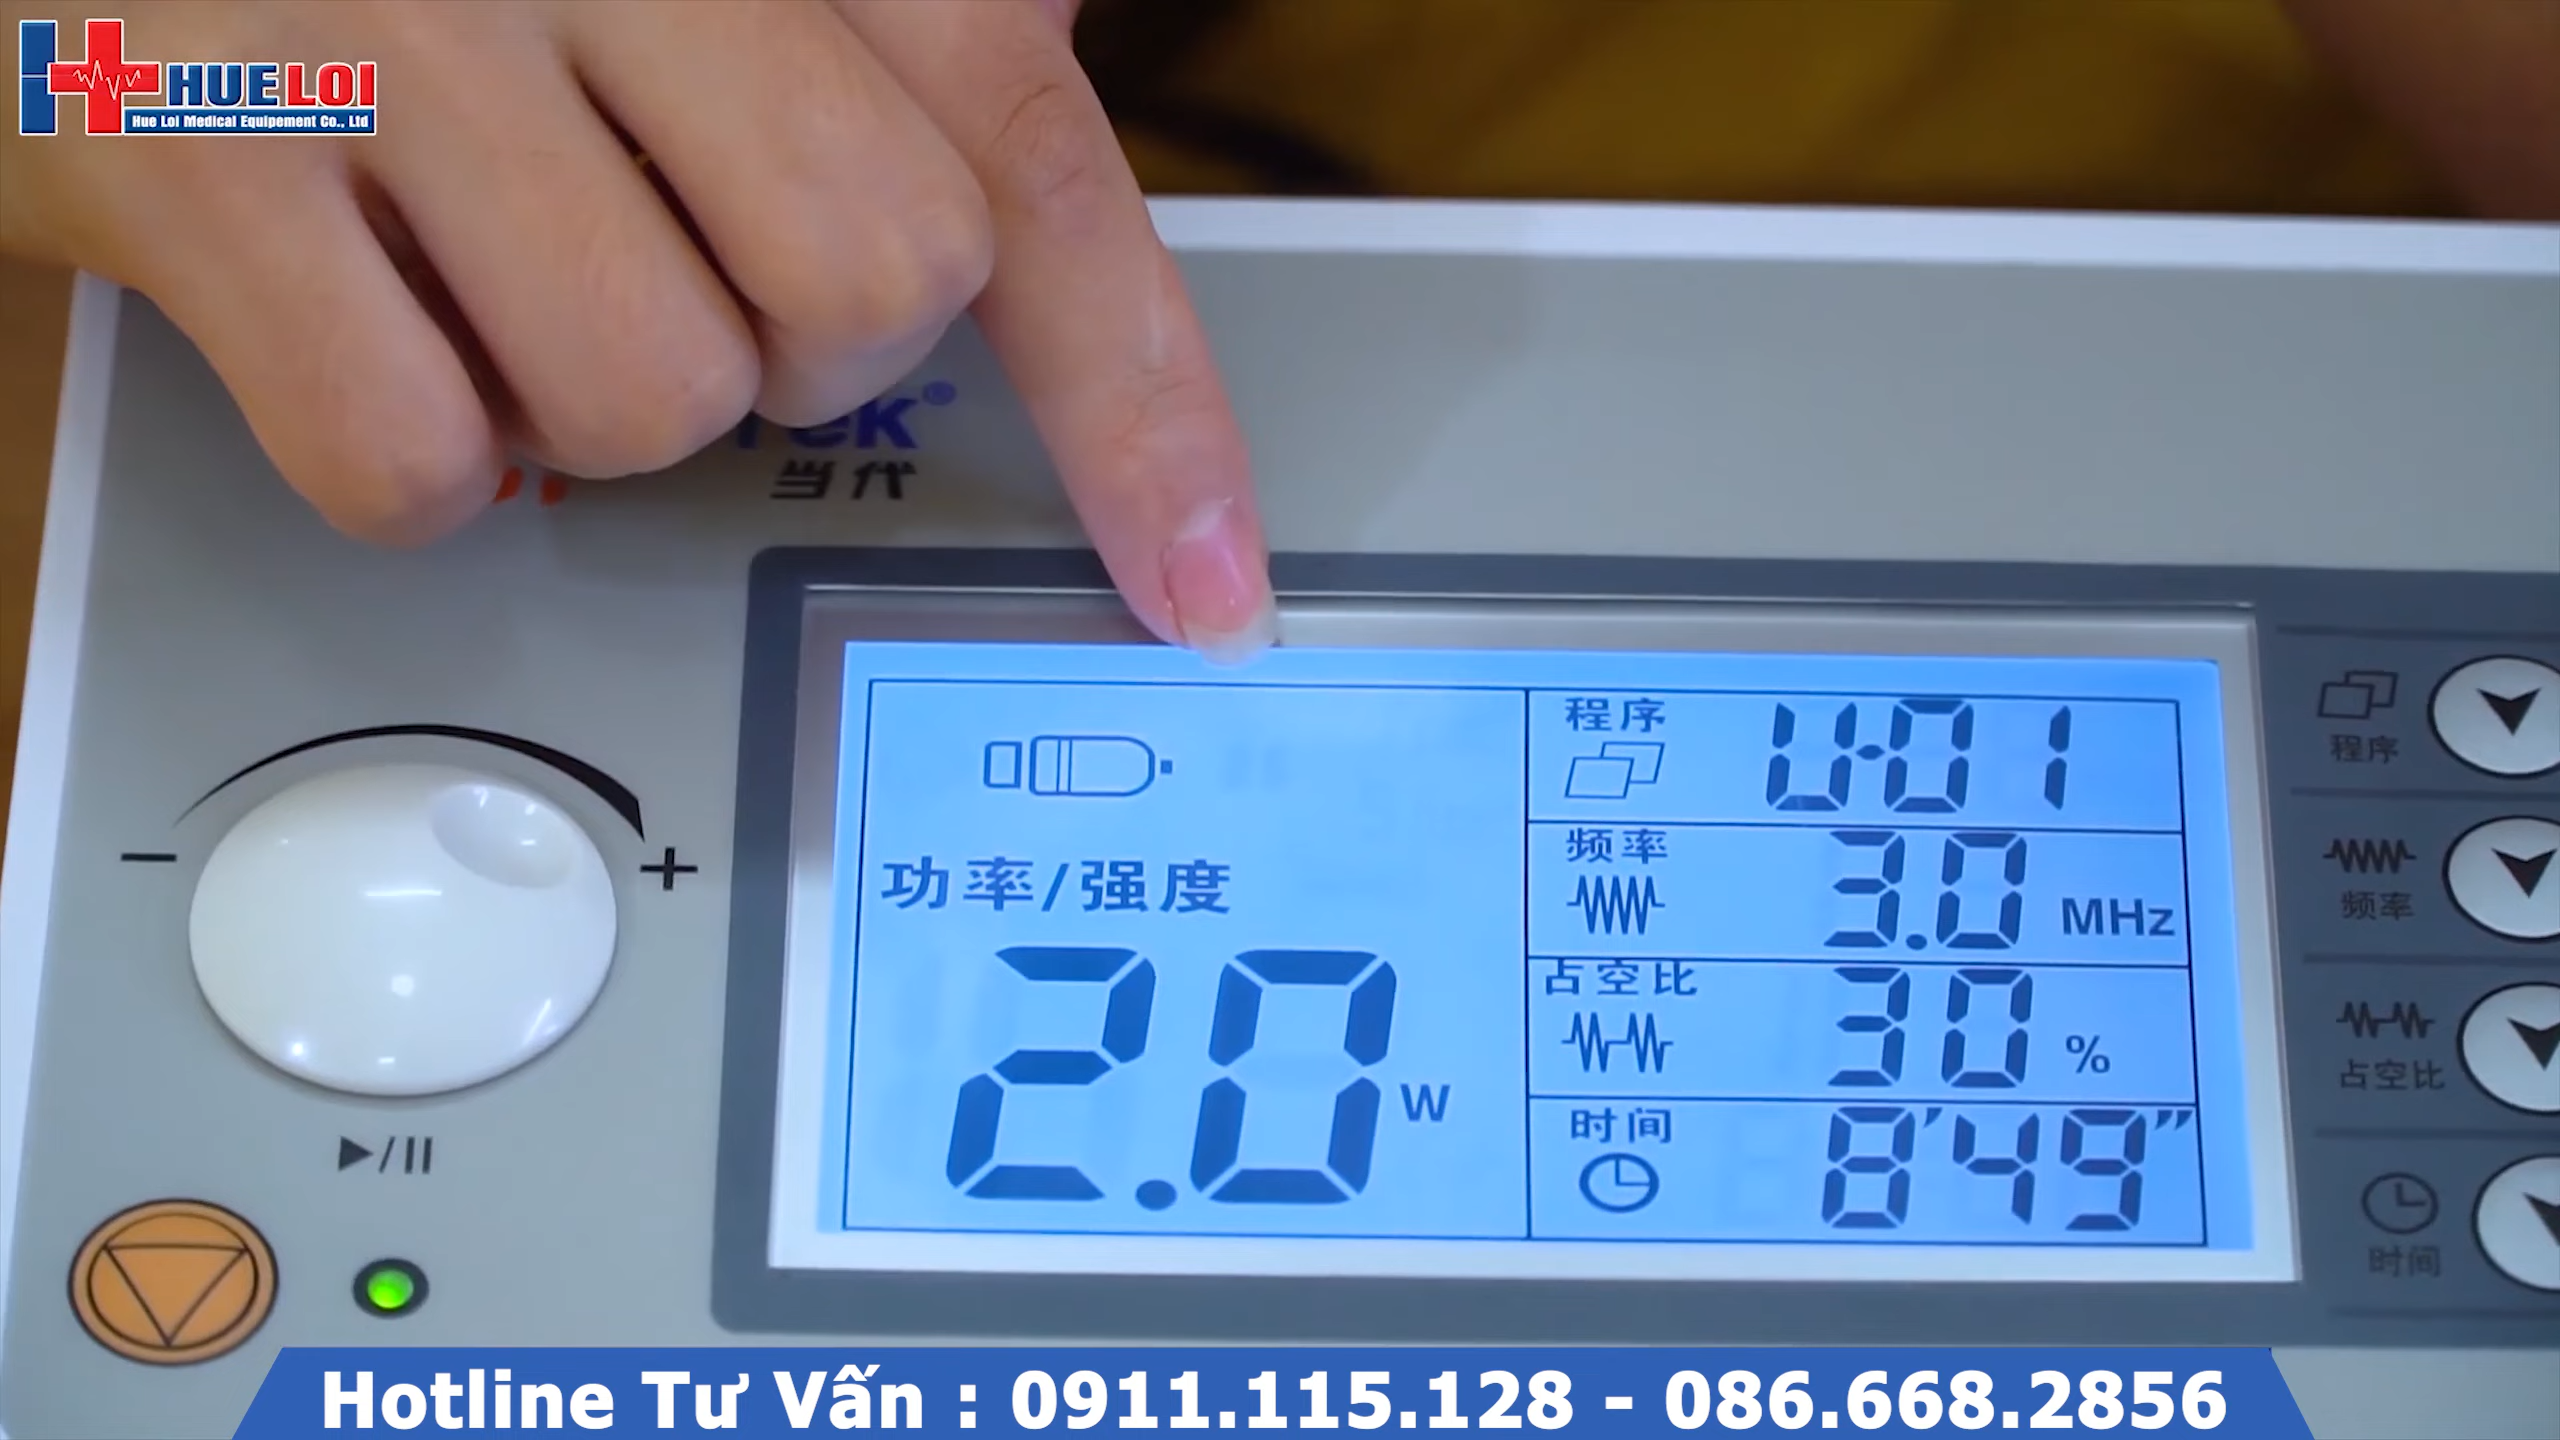 HUE LOI
Hue Loi Medical Equipement Co., Ltd
Tek®
当代
程序
U-01
频率
3.0 MHz
占空比
30 %
时间
8'49"
功率/强度
2.0 W
程序
频率
占空比
时间
− +
▶/II
Hotline Tư Vấn : 0911.115.128 - 086.668.2856